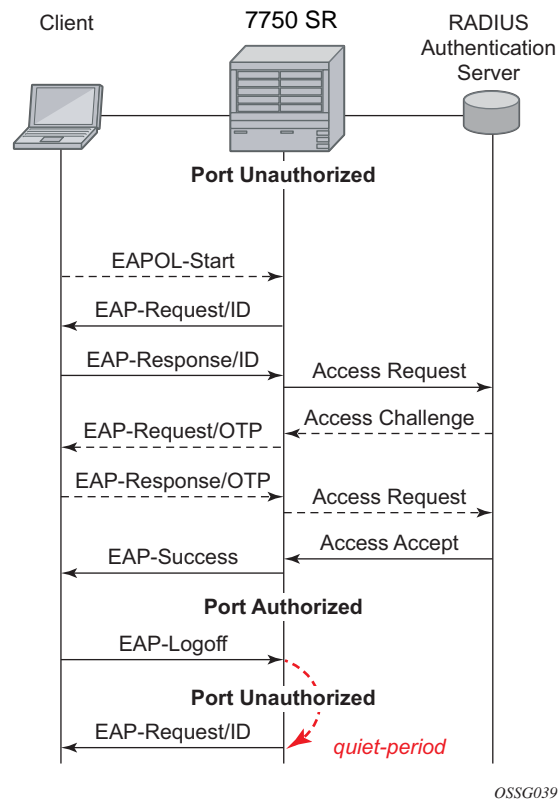 Client
7750 SR
RADIUS
Authentication
Server
Port Unauthorized
EAPOL-Start
EAP-Request/ID
EAP-Response/ID
Access Request
Access Challenge
EAP-Request/OTP
EAP-Response/OTP
Access Request
Access Accept
EAP-Success
Port Authorized
EAP-Logoff
Port Unauthorized
EAP-Request/ID
quiet-period
OSSG039